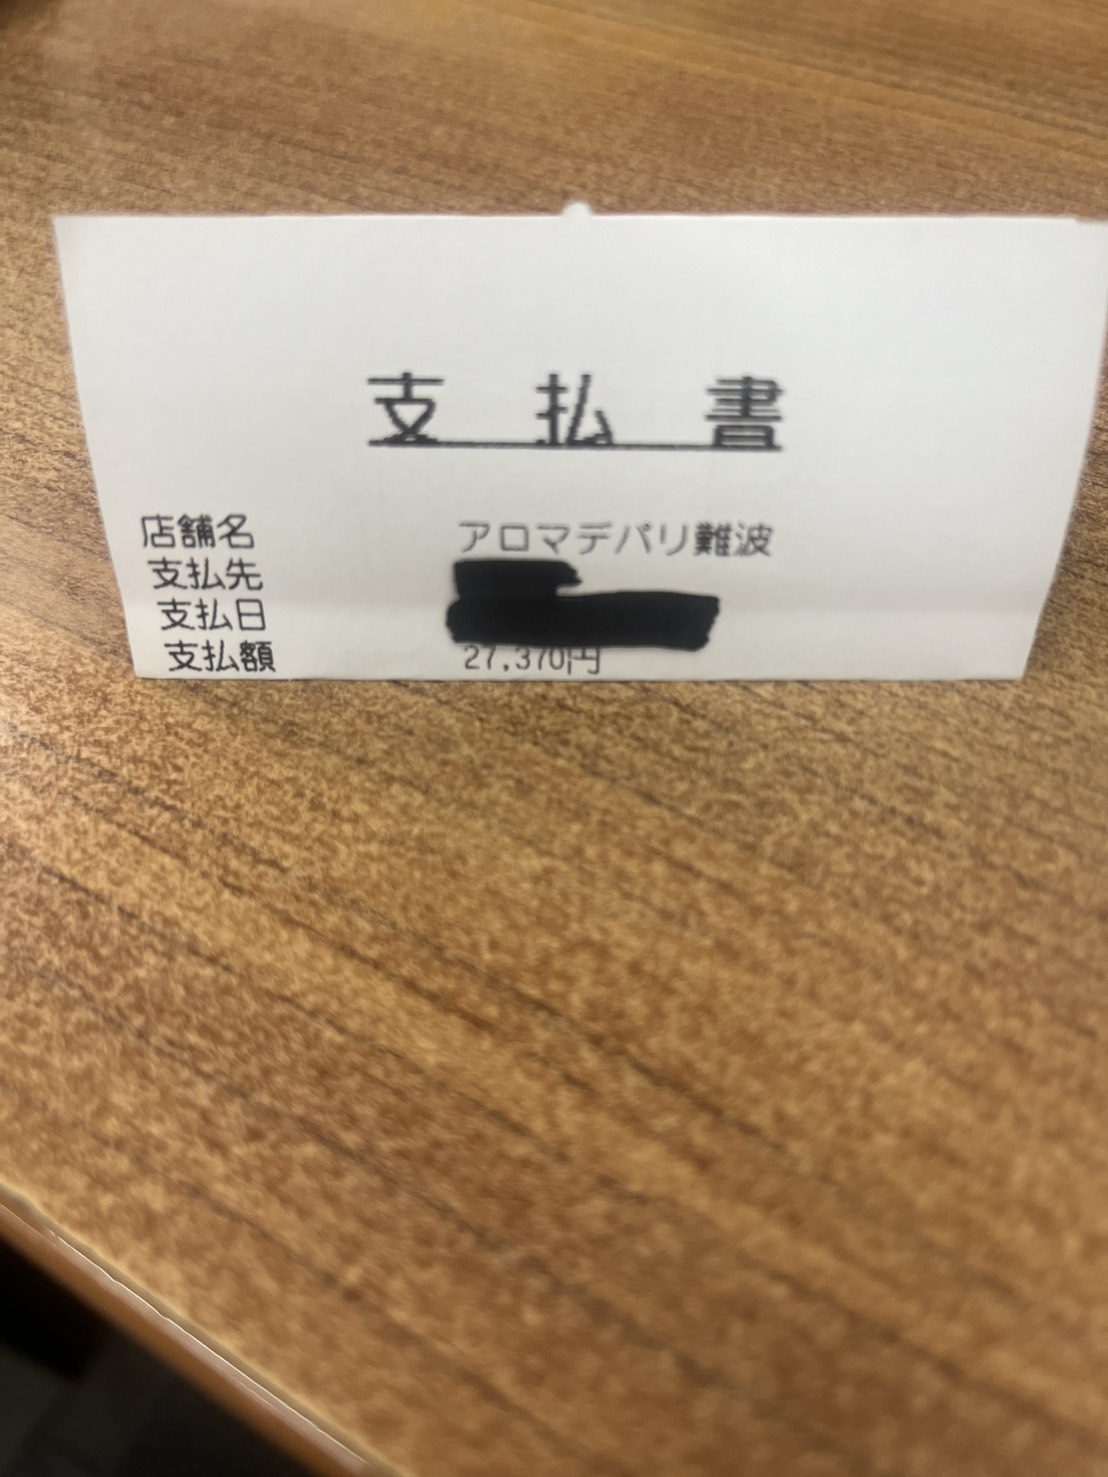 支払書
店舗名 アロマデパリ難波
支払先
支払日
支払額 27,370円